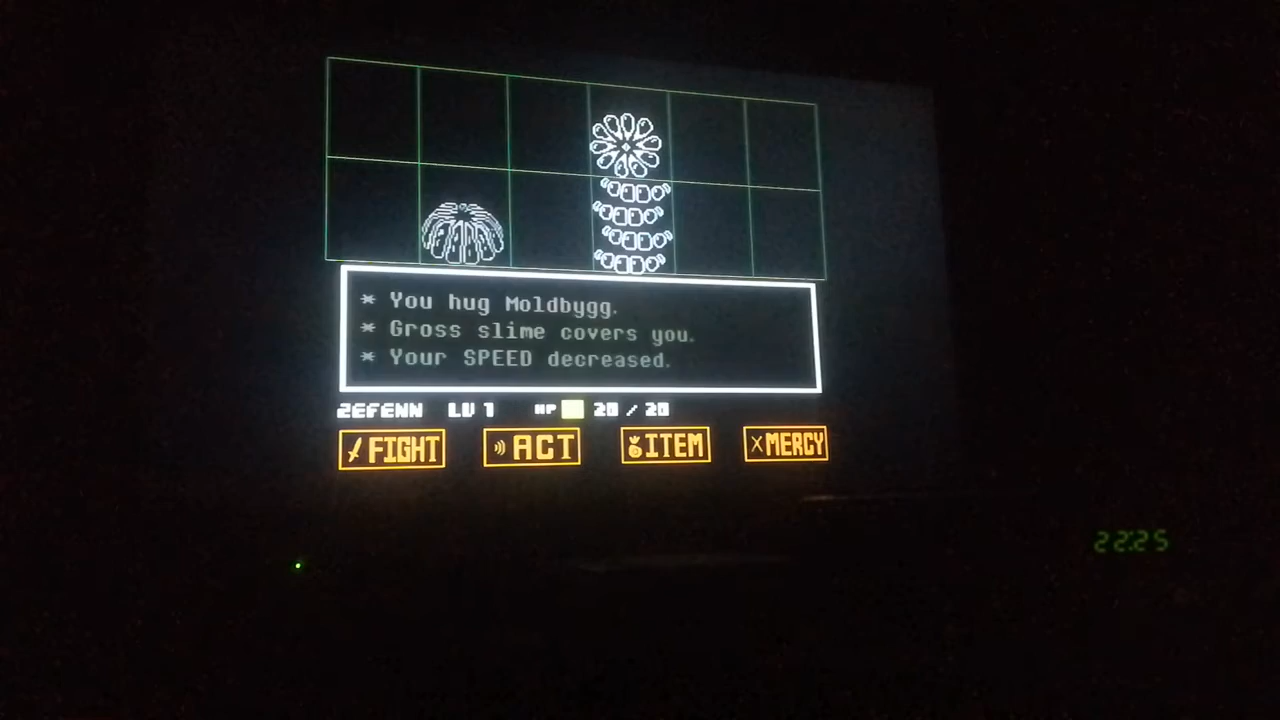 * You hug Moldbygg.
* Gross slime covers you.
* Your SPEED decreased.
ZEFENN LV 1 HP 20 / 20
FIGHT ACT ITEM MERCY
22:25